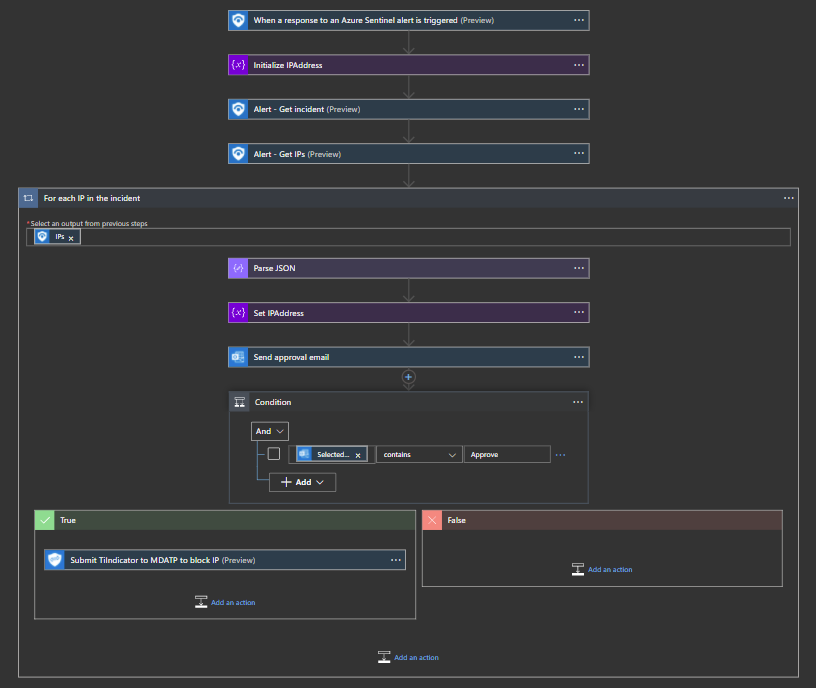 When a response to an Azure Sentinel alert is triggered (Preview)
Initialize IPAddress
Alert - Get incident (Preview)
Alert - Get IPs (Preview)
For each IP in the incident
* Select an output from previous steps
IPs x
Parse JSON
Set IPAddress
Send approval email
Condition
And
Selected... x contains Approve
Add
True
False
Submit TiIndicator to MDATP to block IP (Preview)
Add an action
Add an action
Add an action